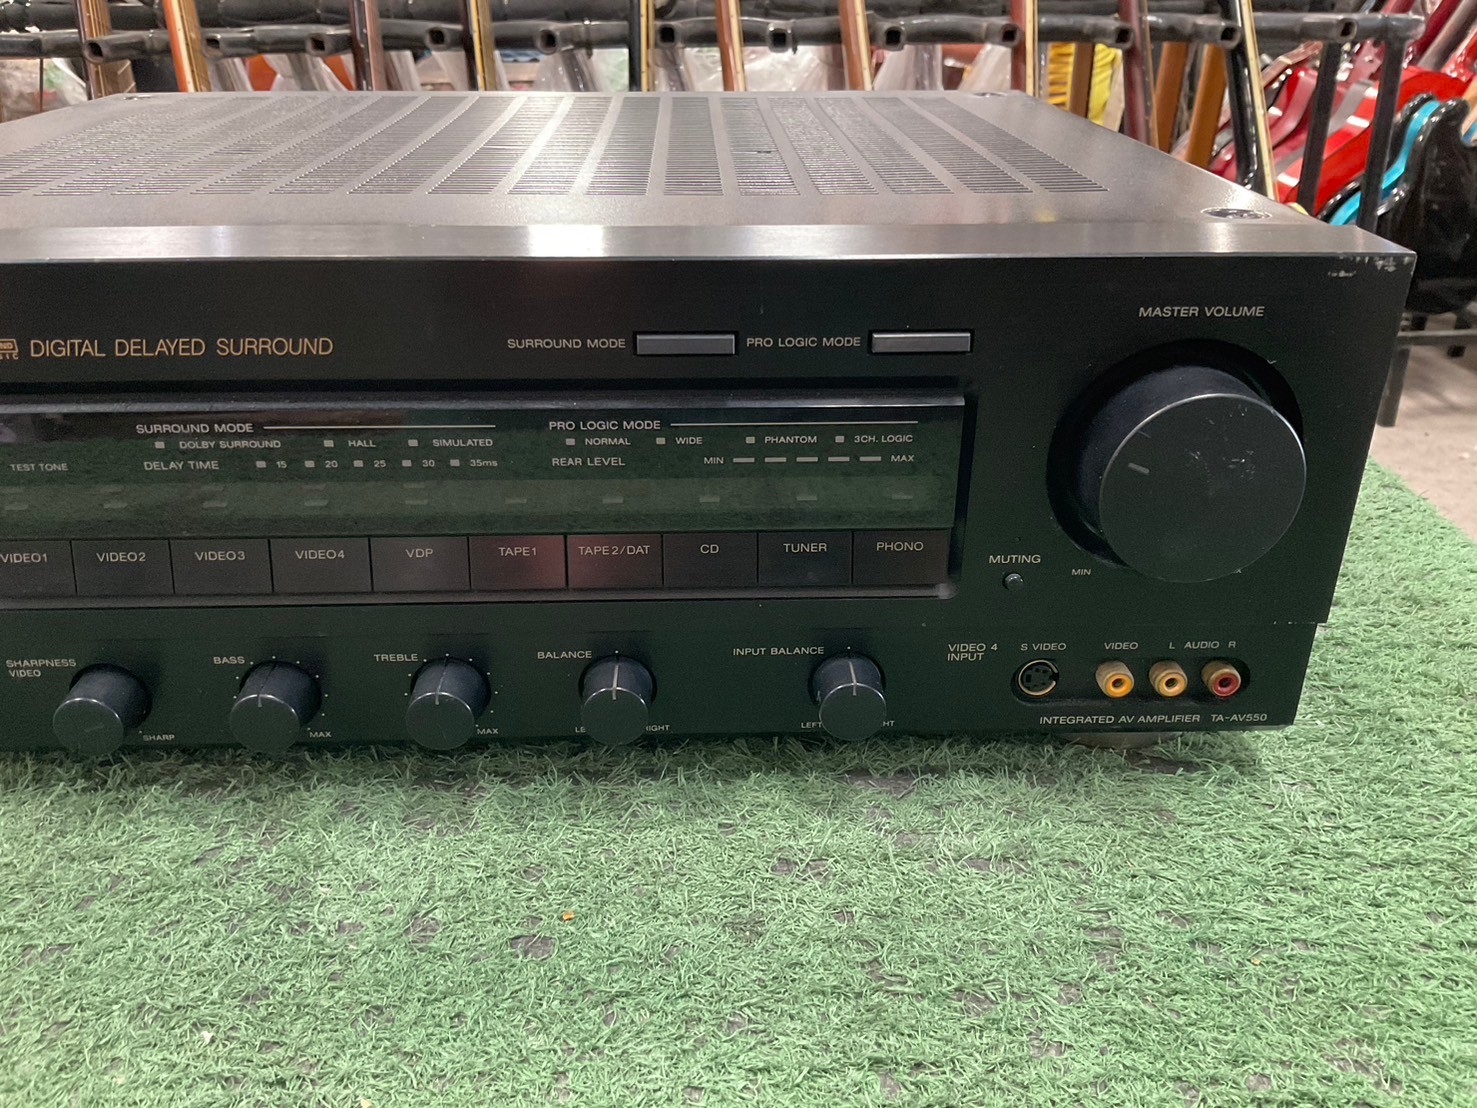 MASTER VOLUME
DIGITAL DELAYED SURROUND
SURROUND MODE
PRO LOGIC MODE
SURROUND MODE
DOLBY SURROUND HALL SIMULATED
PRO LOGIC MODE
NORMAL WIDE PHANTOM 3CH. LOGIC
TEST TONE
DELAY TIME 15 20 25 30 35ms
REAR LEVEL MIN MAX
VIDEO1 VIDEO2 VIDEO3 VIDEO4 VDP TAPE1 TAPE2/DAT CD TUNER PHONO
MUTING
MIN
SHARPNESS
VIDEO
SHARP
BASS
MAX
TREBLE
MAX
BALANCE
INPUT BALANCE
LEFT
VIDEO 4
INPUT
S VIDEO VIDEO L AUDIO R
INTEGRATED AV AMPLIFIER TA-AV550